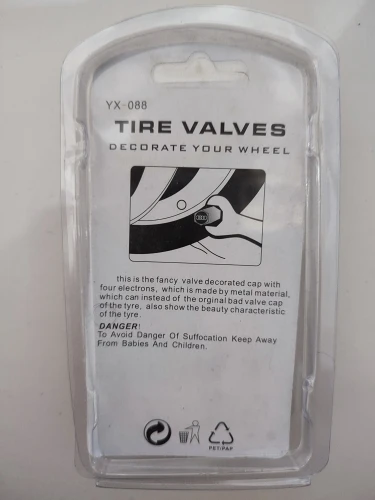 YX-088
TIRE VALVES
DECORATE YOUR WHEEL
this is the fancy valve decorated cap with
four electrons, which is made by metal material,
which can instead of the orginal bad valve cap
of the tyre, also show the beauty characteristic
of the tyre.
DANGER!
To Avoid Danger Of Suffocation Keep Away
From Babies And Children.
PET/PAP